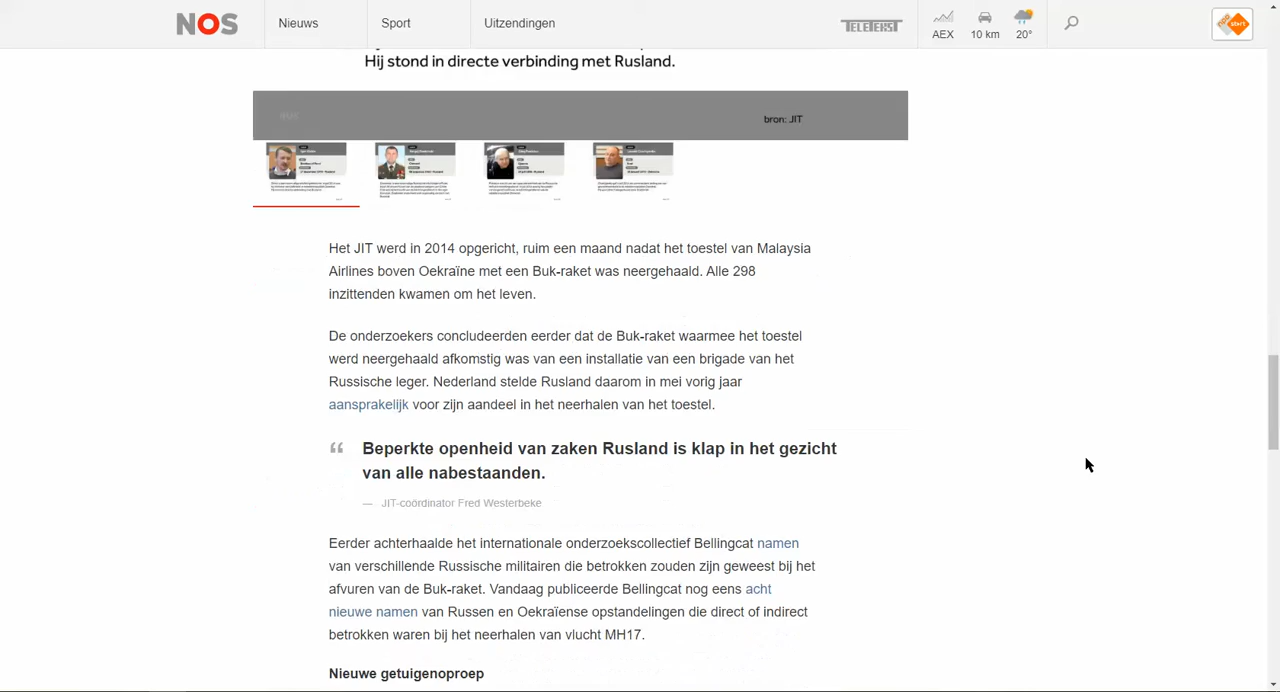 NOS
Nieuws
Sport
Uitzendingen
TELETEKST
AEX
10 km
20°
npo start
Hij stond in directe verbinding met Rusland.
bron: JIT
Het JIT werd in 2014 opgericht, ruim een maand nadat het toestel van Malaysia
Airlines boven Oekraïne met een Buk-raket was neergehaald. Alle 298
inzittenden kwamen om het leven.
De onderzoekers concludeerden eerder dat de Buk-raket waarmee het toestel
werd neergehaald afkomstig was van een installatie van een brigade van het
Russische leger. Nederland stelde Rusland daarom in mei vorig jaar
aansprakelijk voor zijn aandeel in het neerhalen van het toestel.
“ Beperkte openheid van zaken Rusland is klap in het gezicht
van alle nabestaanden.
— JIT-coördinator Fred Westerbeke
Eerder achterhaalde het internationale onderzoekscollectief Bellingcat namen
van verschillende Russische militairen die betrokken zouden zijn geweest bij het
afvuren van de Buk-raket. Vandaag publiceerde Bellingcat nog eens acht
nieuwe namen van Russen en Oekraïense opstandelingen die direct of indirect
betrokken waren bij het neerhalen van vlucht MH17.
Nieuwe getuigenoproep